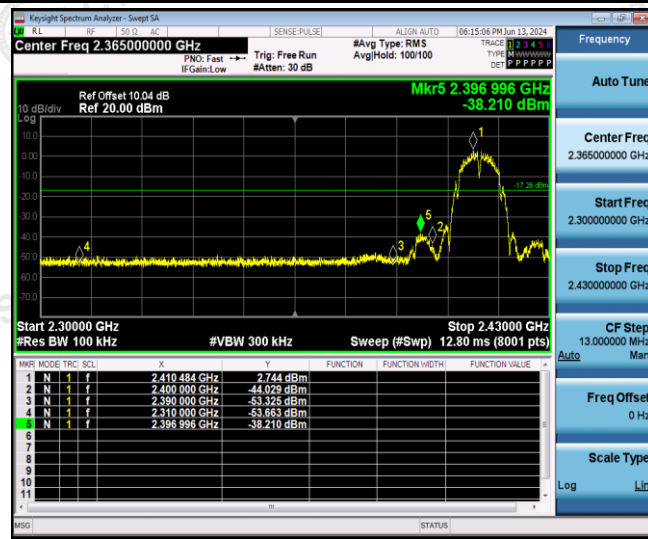 Keysight Spectrum Analyzer - Swept SA
RL RF 50 Ω AC SENSE:PULSE ALIGN AUTO 06:15:06 PM Jun 13, 2024
Center Freq 2.365000000 GHz #Avg Type: RMS TRACE 1 2 3 4 5 6
PNO: Fast Trig: Free Run Avg|Hold: 100/100 TYPE M W W W W W
IFGain:Low #Atten: 30 dB DET P P P P P P
Mkr5 2.396 996 GHz
-38.210 dBm
Ref Offset 10.04 dB
10 dB/div Ref 20.00 dBm
Log
10.0
0.00
-10.0
-20.0
-30.0
-40.0
-50.0
-60.0
-70.0
1
-17.26 dBm
5
2
3
4
Start 2.30000 GHz Stop 2.43000 GHz
#Res BW 100 kHz #VBW 300 kHz Sweep (#Swp) 12.80 ms (8001 pts)
MKR MODE TRC SCL X Y FUNCTION FUNCTION WIDTH FUNCTION VALUE
1 N 1 f 2.410 484 GHz 2.744 dBm
2 N 1 f 2.400 000 GHz -44.029 dBm
3 N 1 f 2.390 000 GHz -53.325 dBm
4 N 1 f 2.310 000 GHz -53.663 dBm
5 N 1 f 2.396 996 GHz -38.210 dBm
6
7
8
9
10
11
MSG STATUS
Frequency
Auto Tune
Center Freq
2.365000000 GHz
Start Freq
2.300000000 GHz
Stop Freq
2.430000000 GHz
CF Step
13.000000 MHz
Auto Man
Freq Offset
0 Hz
Scale Type
Log Lin